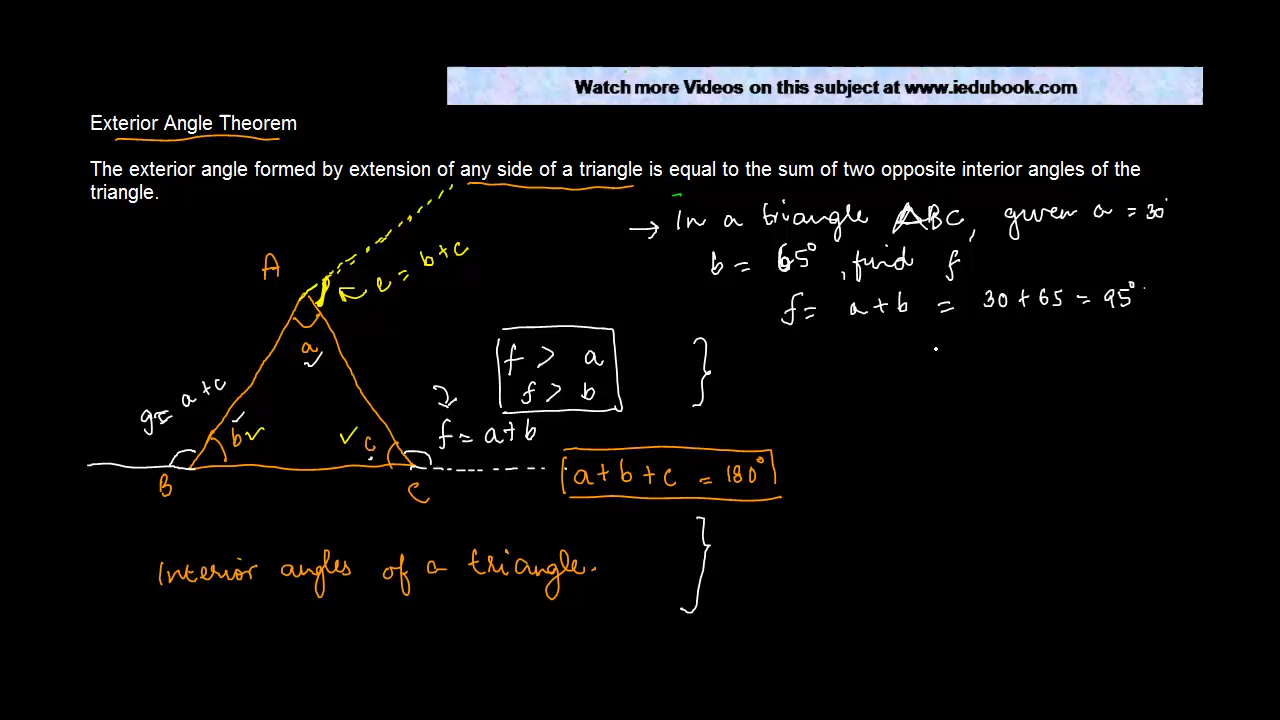 Watch more Videos on this subject at www.iedubook.com
Exterior Angle Theorem
The exterior angle formed by extension of any side of a triangle is equal to the sum of two opposite interior angles of the
triangle.
→ In a triangle ABC, given a = 30°
b = 65°, find f
f = a + b = 30 + 65 = 95°
A
e = b+c
a
f > a
f > b
g = a+c
b
c
f = a+b
B
C
a + b + c = 180°
Interior angles of a triangle.